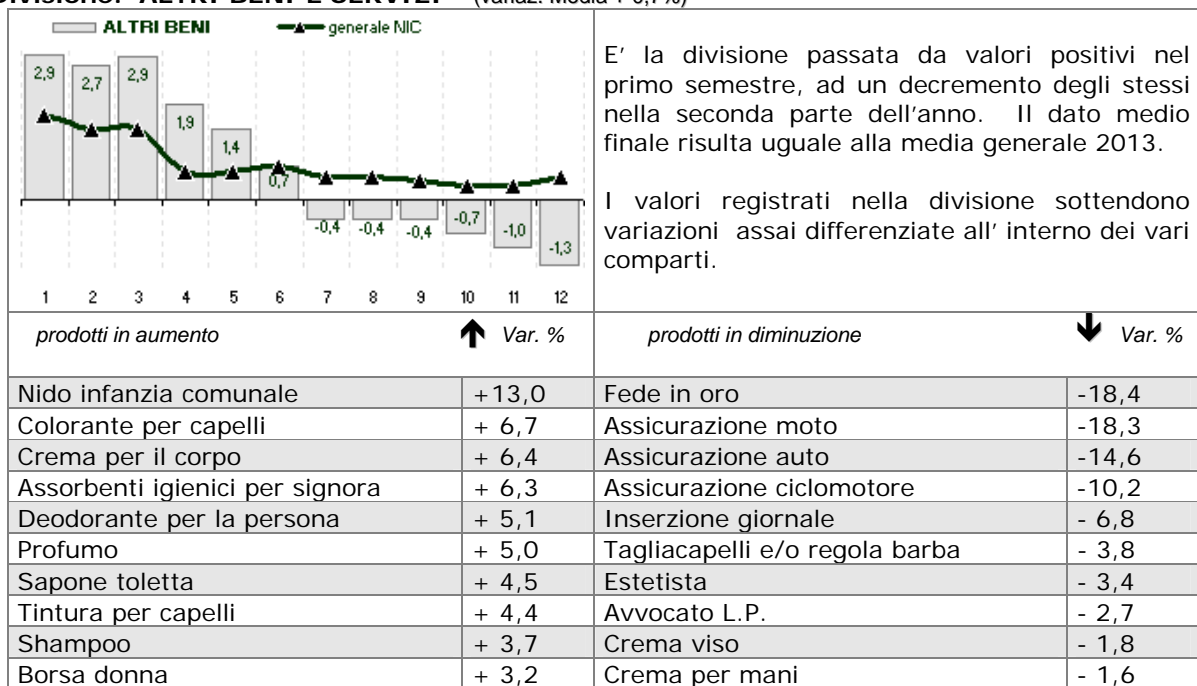 DIVISIONE: "ALTRI BENI E SERVIZI" (variaz. Media + 0,7%)
ALTRI BENI generale NIC
2,9 2,7 2,9 1,9 1,4 0,7 -0,4 -0,4 -0,4 -0,7 -1,0 -1,3
1 2 3 4 5 6 7 8 9 10 11 12
E' la divisione passata da valori positivi nel
primo semestre, ad un decremento degli stessi
nella seconda parte dell'anno. Il dato medio
finale risulta uguale alla media generale 2013.
I valori registrati nella divisione sottendono
variazioni assai differenziate all' interno dei vari
comparti.
prodotti in aumento Var. % prodotti in diminuzione Var. %
Nido infanzia comunale +13,0 Fede in oro -18,4
Colorante per capelli + 6,7 Assicurazione moto -18,3
Crema per il corpo + 6,4 Assicurazione auto -14,6
Assorbenti igienici per signora + 6,3 Assicurazione ciclomotore -10,2
Deodorante per la persona + 5,1 Inserzione giornale - 6,8
Profumo + 5,0 Tagliacapelli e/o regola barba - 3,8
Sapone toletta + 4,5 Estetista - 3,4
Tintura per capelli + 4,4 Avvocato L.P. - 2,7
Shampoo + 3,7 Crema viso - 1,8
Borsa donna + 3,2 Crema per mani - 1,6